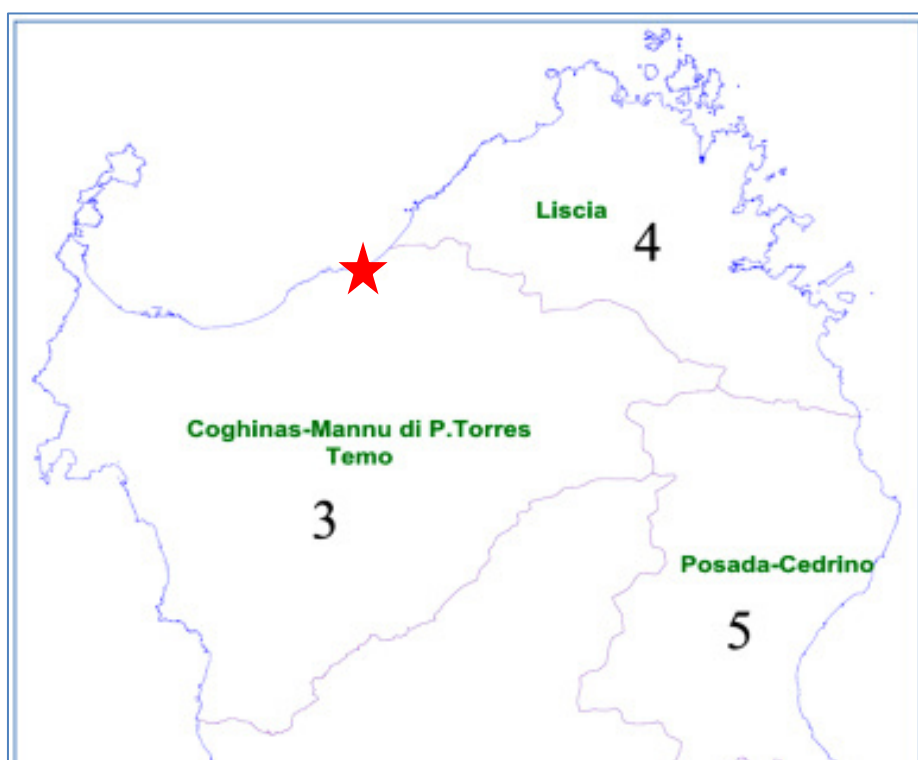 Liscia
4
Coghinas-Mannu di P.Torres
Temo
3
Posada-Cedrino
5